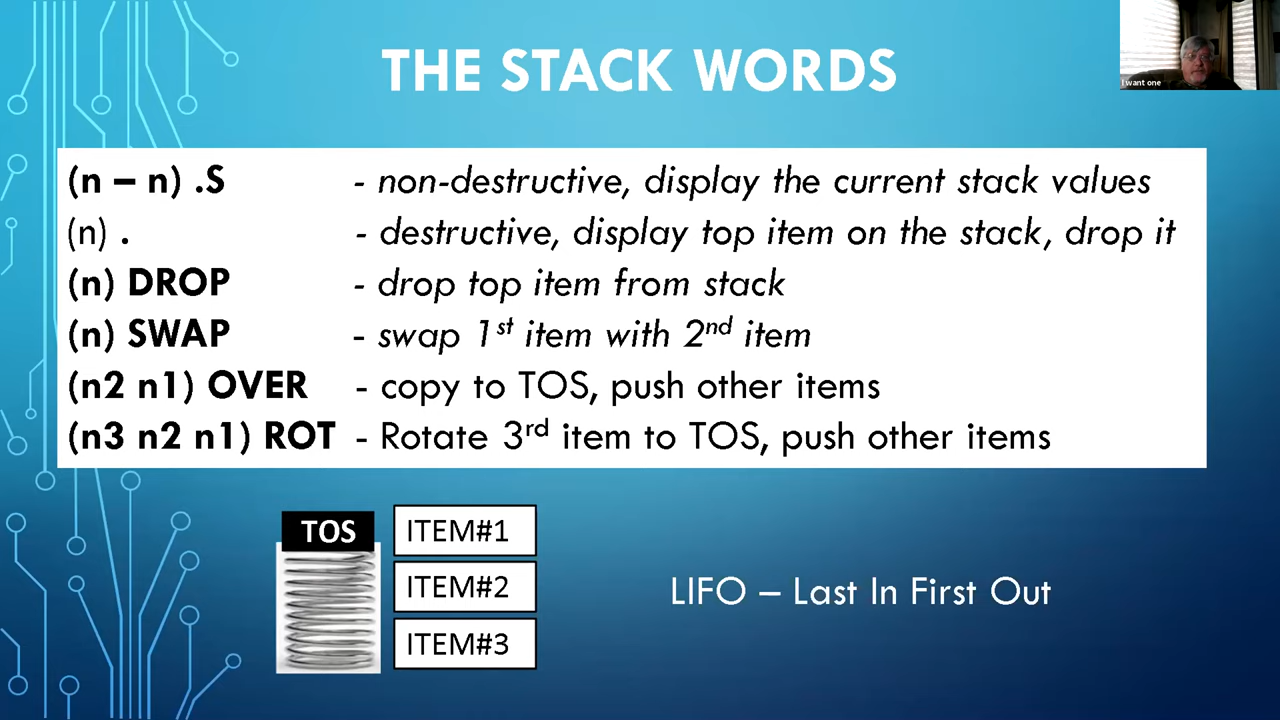 THE STACK WORDS
I want one
(n – n) .S - non-destructive, display the current stack values
(n) . - destructive, display top item on the stack, drop it
(n) DROP - drop top item from stack
(n) SWAP - swap 1st item with 2nd item
(n2 n1) OVER - copy to TOS, push other items
(n3 n2 n1) ROT - Rotate 3rd item to TOS, push other items
TOS
ITEM#1
ITEM#2
ITEM#3
LIFO – Last In First Out